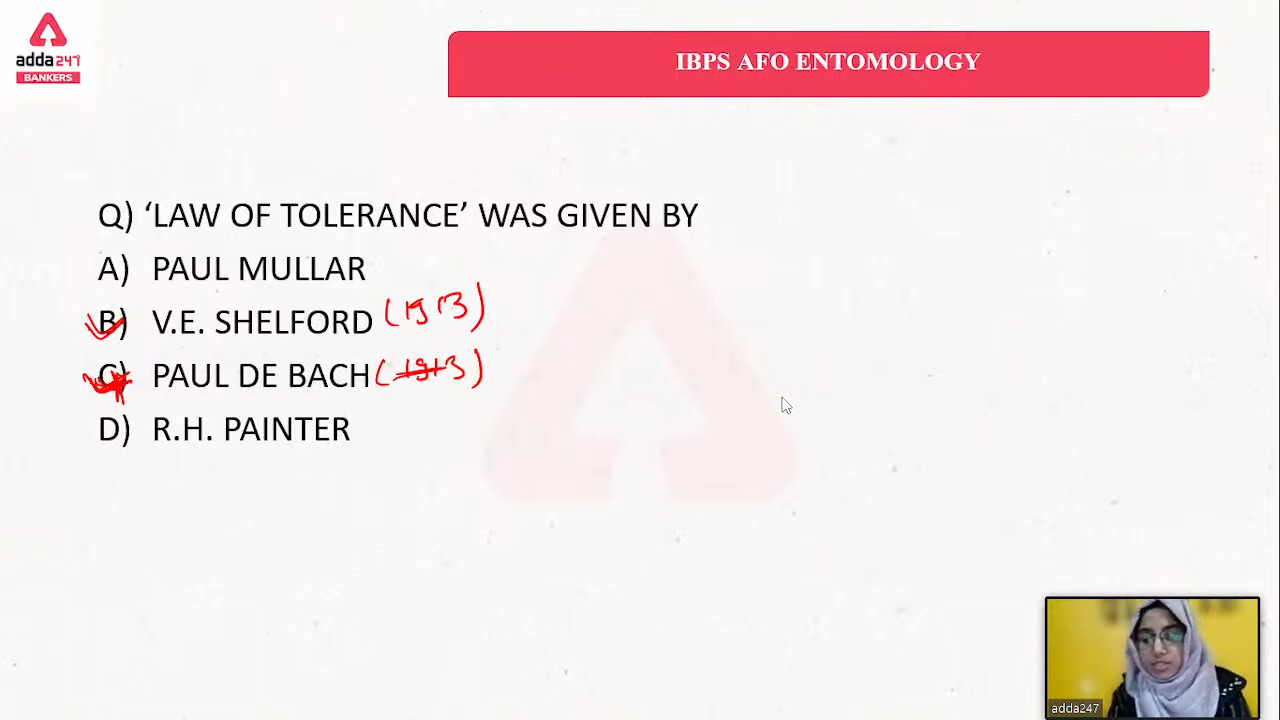 adda247
BANKERS
IBPS AFO ENTOMOLOGY
Q) ‘LAW OF TOLERANCE’ WAS GIVEN BY
A) PAUL MULLAR
B) V.E. SHELFORD (1913)
C) PAUL DE BACH (1913)
D) R.H. PAINTER
adda247